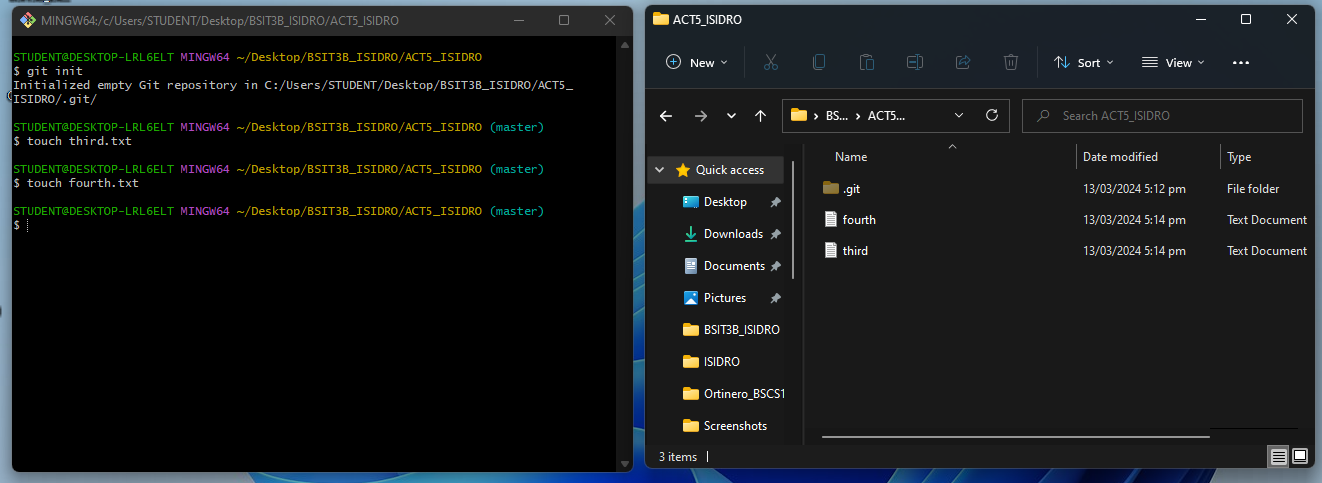 MINGW64:/c/Users/STUDENT/Desktop/BSIT3B_ISIDRO/ACT5_ISIDRO
STUDENT@DESKTOP-LRL6ELT MINGW64 ~/Desktop/BSIT3B_ISIDRO/ACT5_ISIDRO
$ git init
Initialized empty Git repository in C:/Users/STUDENT/Desktop/BSIT3B_ISIDRO/ACT5_
ISIDRO/.git/
STUDENT@DESKTOP-LRL6ELT MINGW64 ~/Desktop/BSIT3B_ISIDRO/ACT5_ISIDRO (master)
$ touch third.txt
STUDENT@DESKTOP-LRL6ELT MINGW64 ~/Desktop/BSIT3B_ISIDRO/ACT5_ISIDRO (master)
$ touch fourth.txt
STUDENT@DESKTOP-LRL6ELT MINGW64 ~/Desktop/BSIT3B_ISIDRO/ACT5_ISIDRO (master)
$
ACT5_ISIDRO
New Sort View
BS... ACT5... Search ACT5_ISIDRO
Quick access
Desktop
Downloads
Documents
Pictures
BSIT3B_ISIDRO
ISIDRO
Ortinero_BSCS1
Screenshots
Name Date modified Type
.git 13/03/2024 5:12 pm File folder
fourth 13/03/2024 5:14 pm Text Document
third 13/03/2024 5:14 pm Text Document
3 items